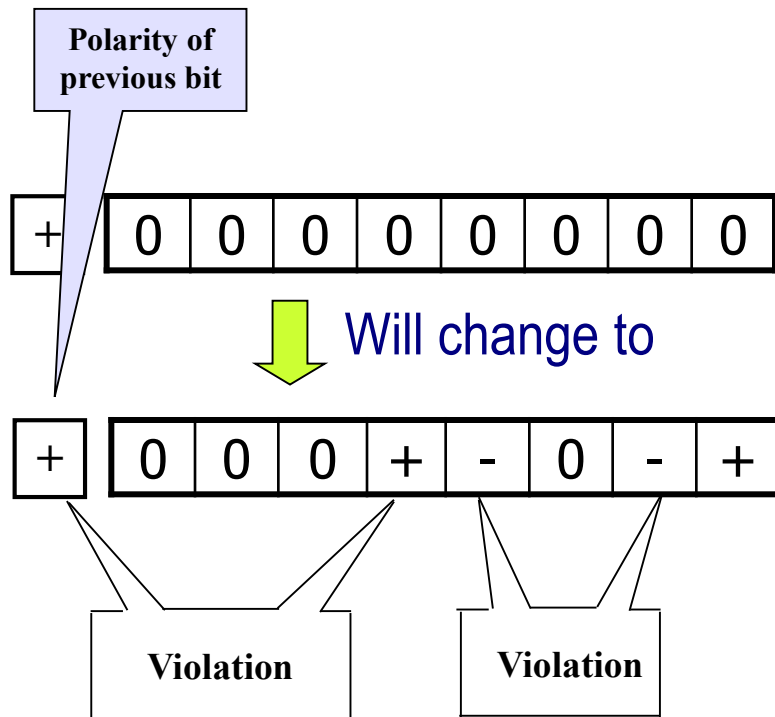 Polarity of
previous bit
+ 0 0 0 0 0 0 0 0
Will change to
+ 0 0 0 + - 0 - +
Violation
Violation